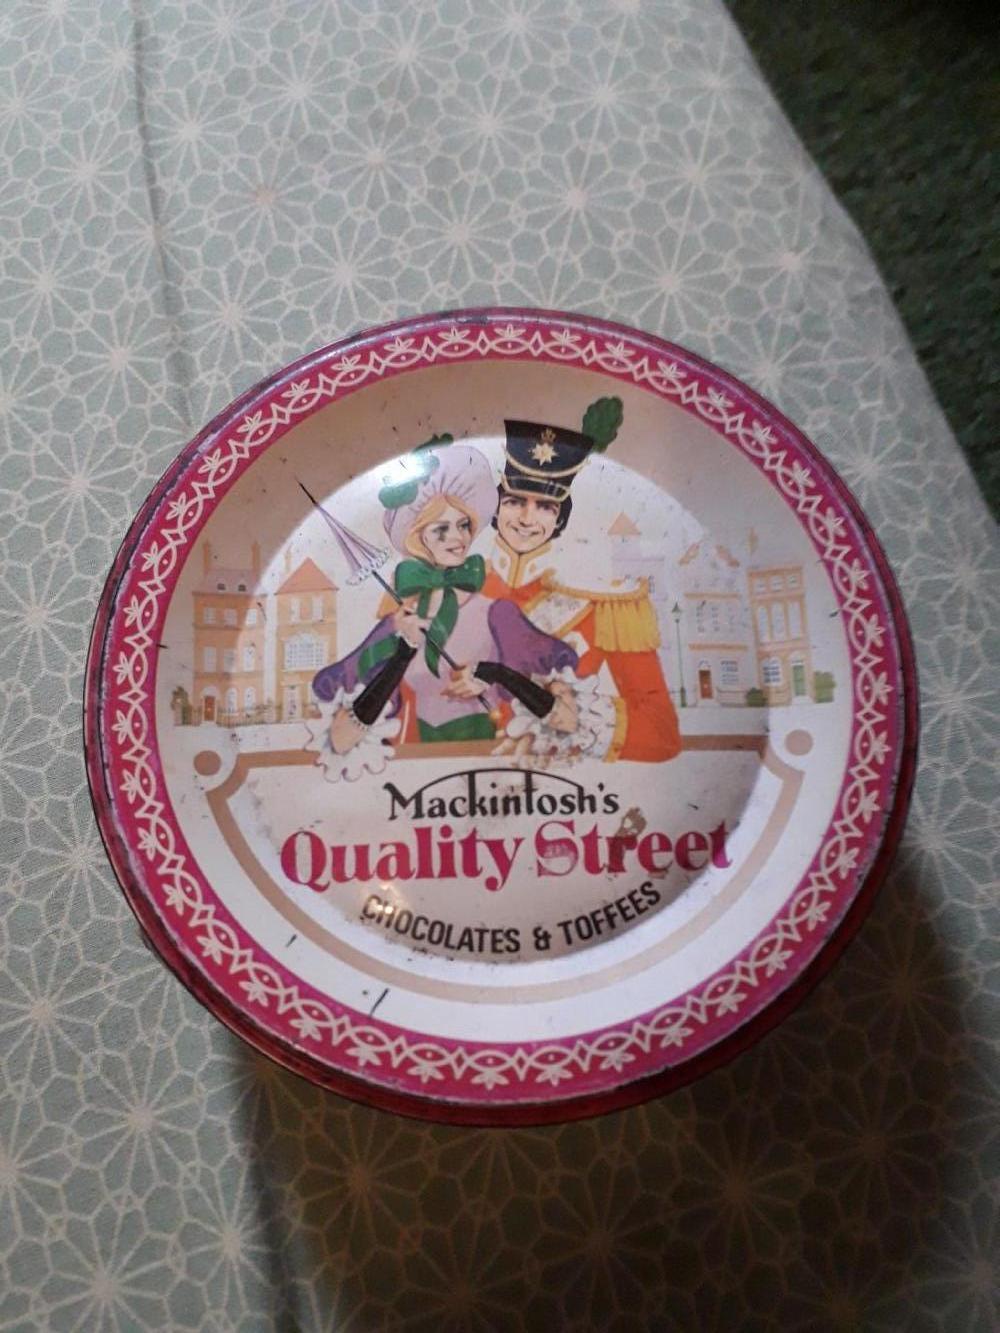 Mackintosh's
Quality Street
CHOCOLATES & TOFFEES